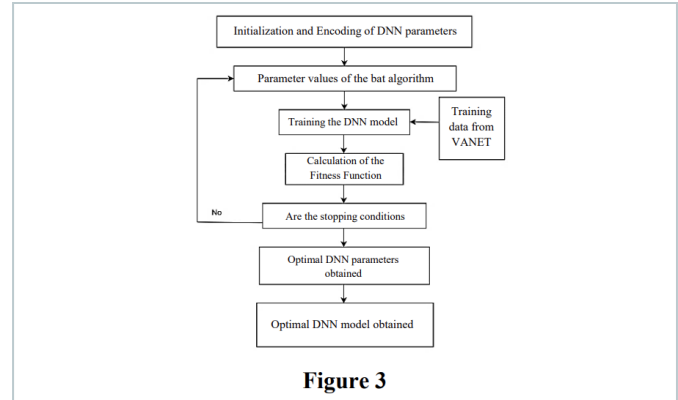 Initialization and Encoding of DNN parameters
Parameter values of the bat algorithm
Training the DNN model
Training
data from
VANET
Calculation of the
Fitness Function
No
Are the stopping conditions
Optimal DNN parameters
obtained
Optimal DNN model obtained
Figure 3